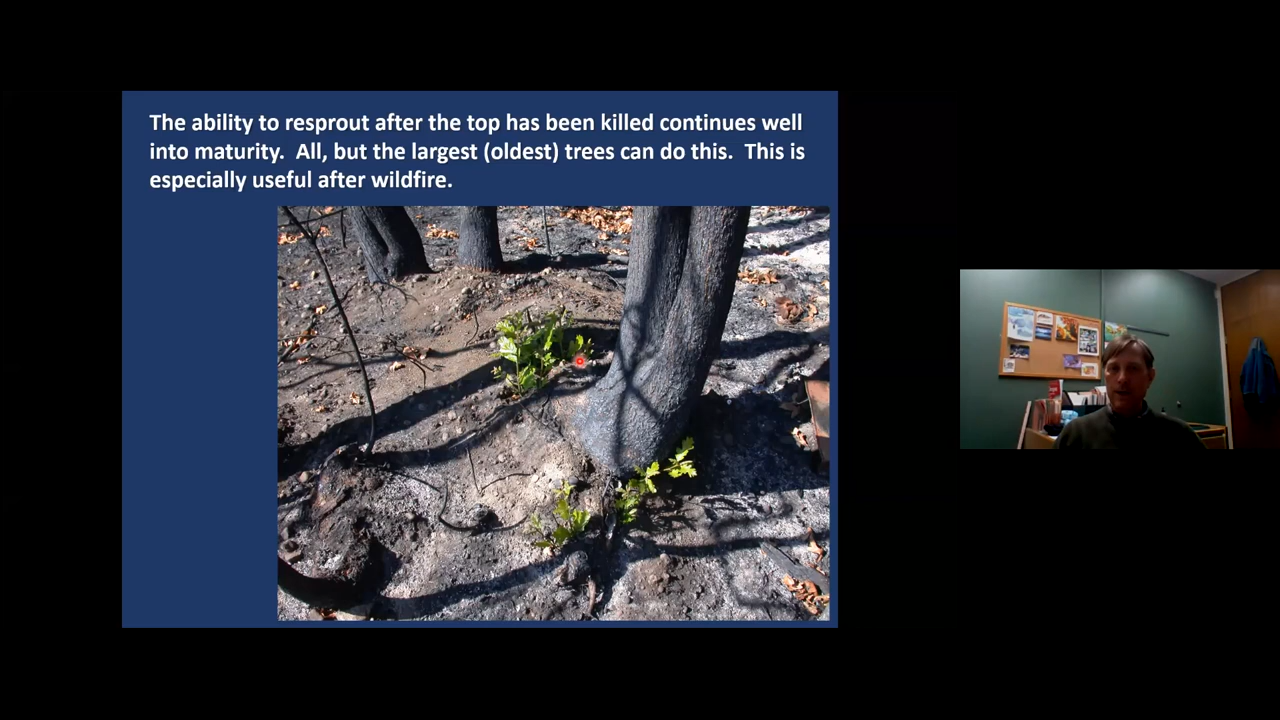 The ability to resprout after the top has been killed continues well
into maturity.  All, but the largest (oldest) trees can do this.  This is
especially useful after wildfire.